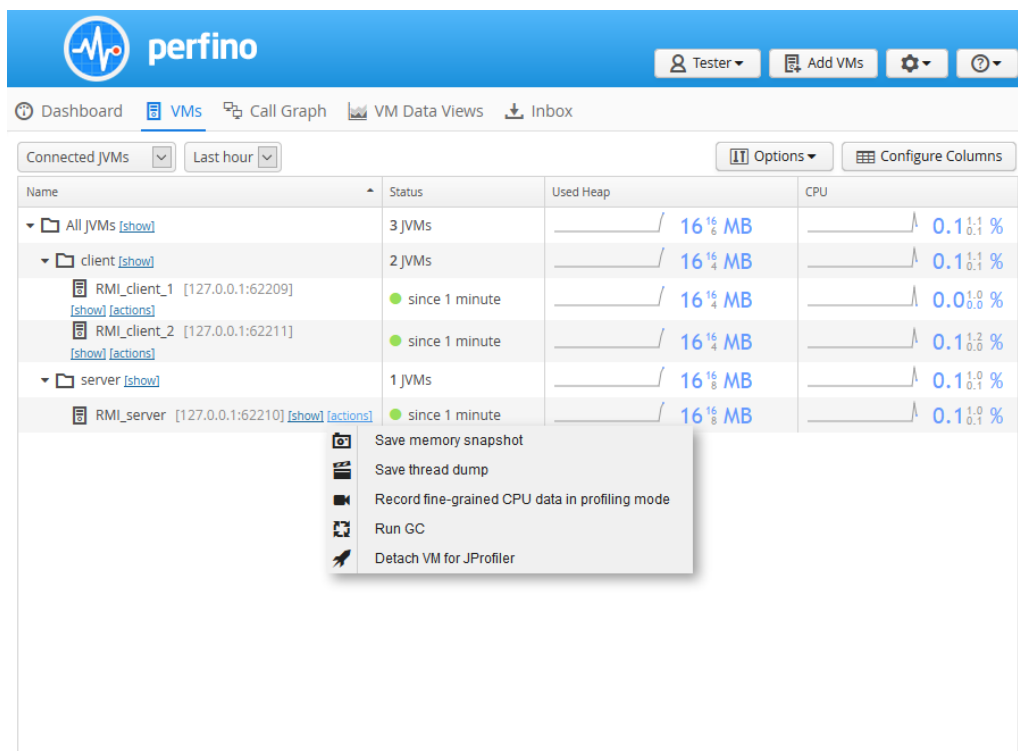 perfino
Tester Add VMs
Dashboard VMs Call Graph VM Data Views Inbox
Connected JVMs Last hour Options Configure Columns
Name Status Used Heap CPU
All JVMs [show] 3 JVMs 16 16 6 MB 0.1 1.1 0.1 %
client [show] 2 JVMs 16 16 4 MB 0.1 1.1 0.1 %
RMI_client_1 [127.0.0.1:62209] since 1 minute 16 16 4 MB 0.0 1.0 0.0 %
[show] [actions]
RMI_client_2 [127.0.0.1:62211] since 1 minute 16 16 4 MB 0.1 1.2 0.0 %
[show] [actions]
server [show] 1 JVMs 16 16 8 MB 0.1 1.0 0.1 %
RMI_server [127.0.0.1:62210] [show] [actions] since 1 minute 16 16 8 MB 0.1 1.0 0.1 %
Save memory snapshot
Save thread dump
Record fine-grained CPU data in profiling mode
Run GC
Detach VM for JProfiler